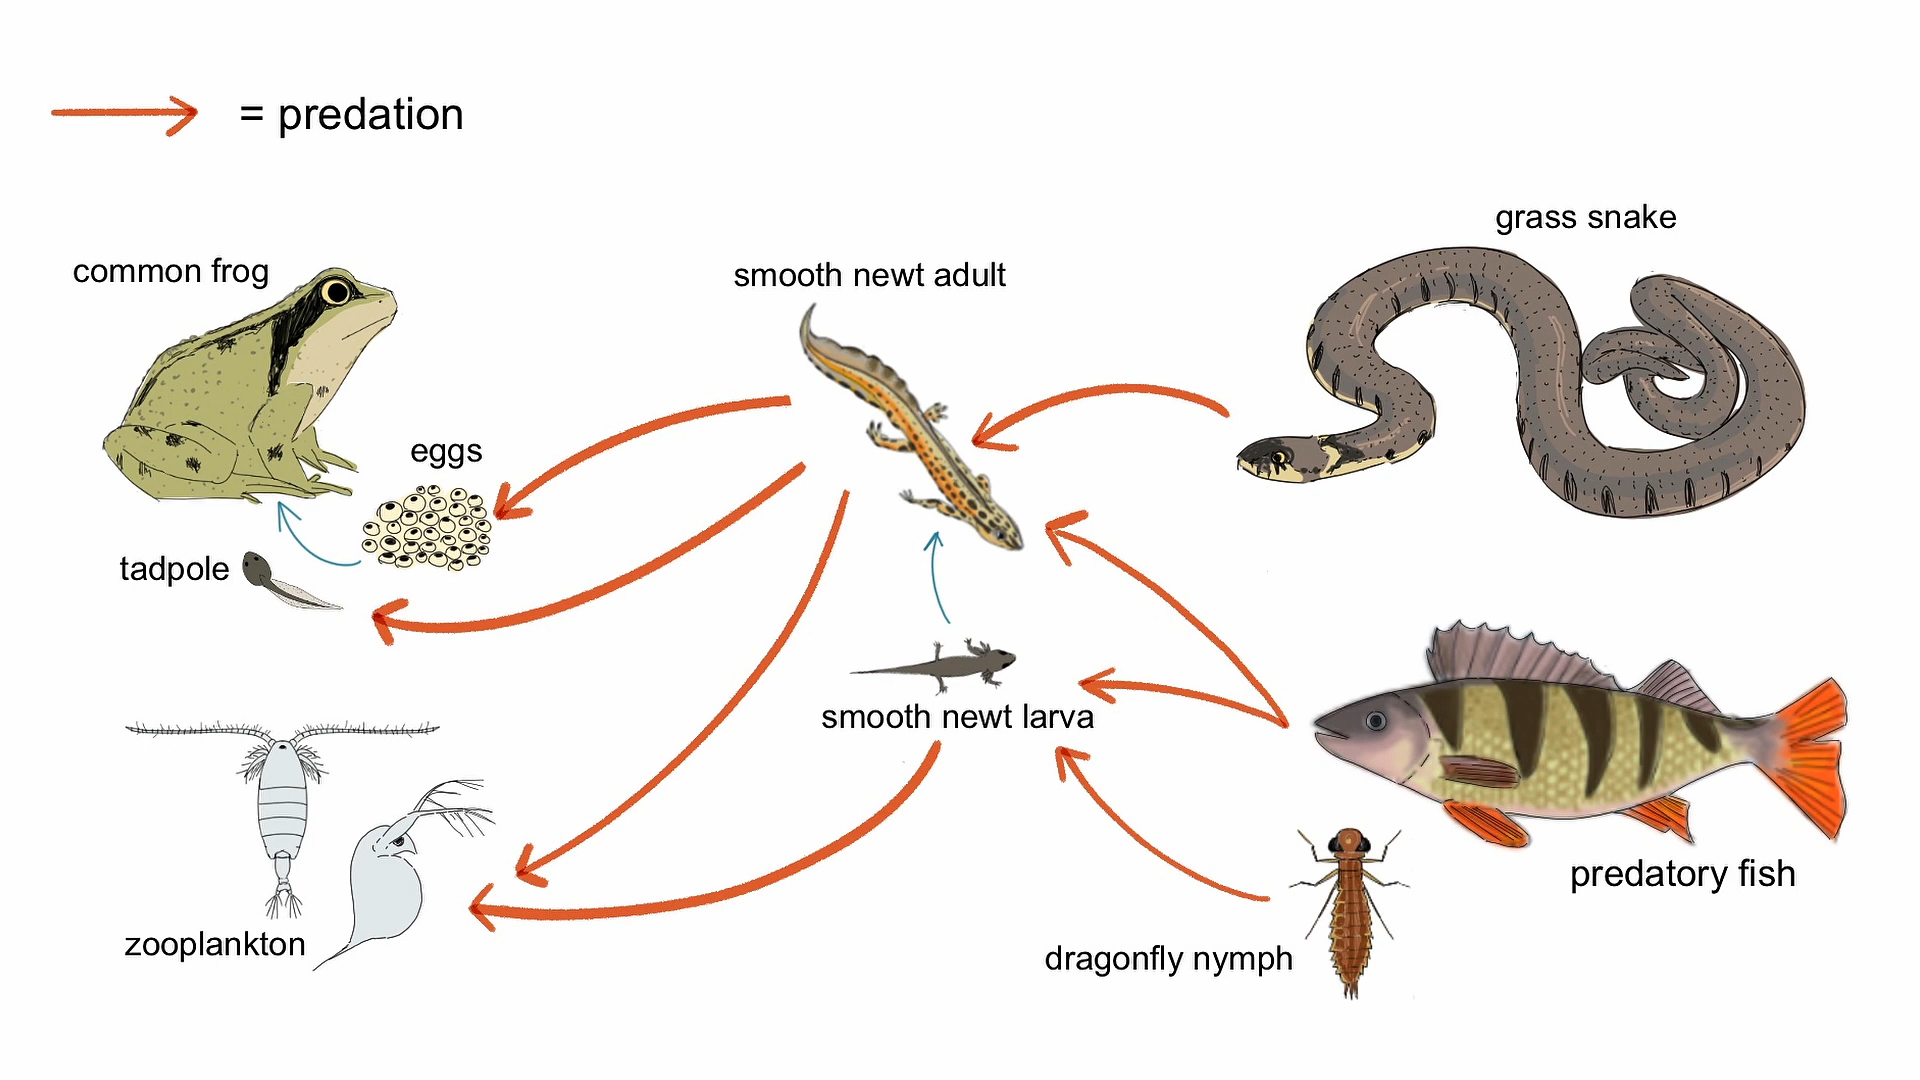 = predation
grass snake
common frog
smooth newt adult
eggs
tadpole
smooth newt larva
predatory fish
zooplankton
dragonfly nymph